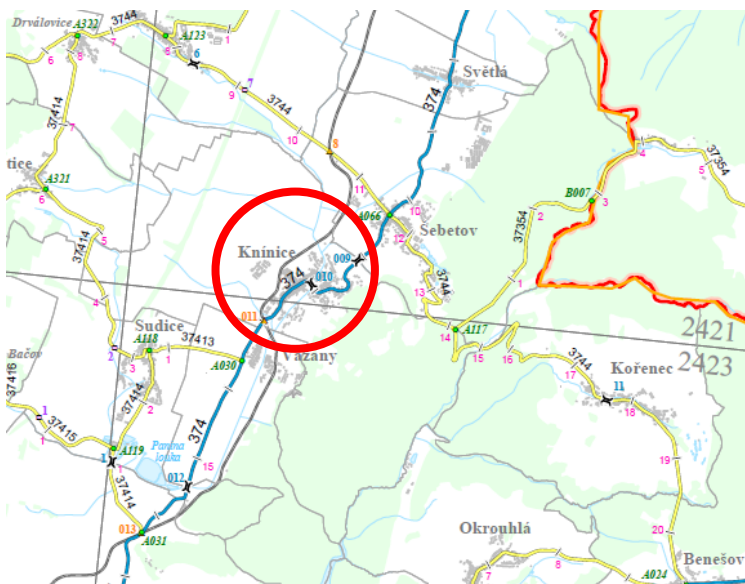 Drválovice
A322
3744
A123
1
7
6
8
5
6
7
9
3744
10
8
37414
7
11
tice
A321
6
5
37414
4
2
Bačov
37416
Sudice
A118
37413
1
3
2
37414
1
1
37415
A119
1
1
Panina
louka
37414
013
A031
Světlá
374
10
A066
12
Šebetov
3744
13
14
A117
15
16
17
3744
Kořenec
11
18
19
20
Benešov
A024
Okrouhlá
7
8
4
37354
5
B007
3
2
37354
1
2421
2423
Knínice
374
010
009
011
Vážany
A030
374
15
012